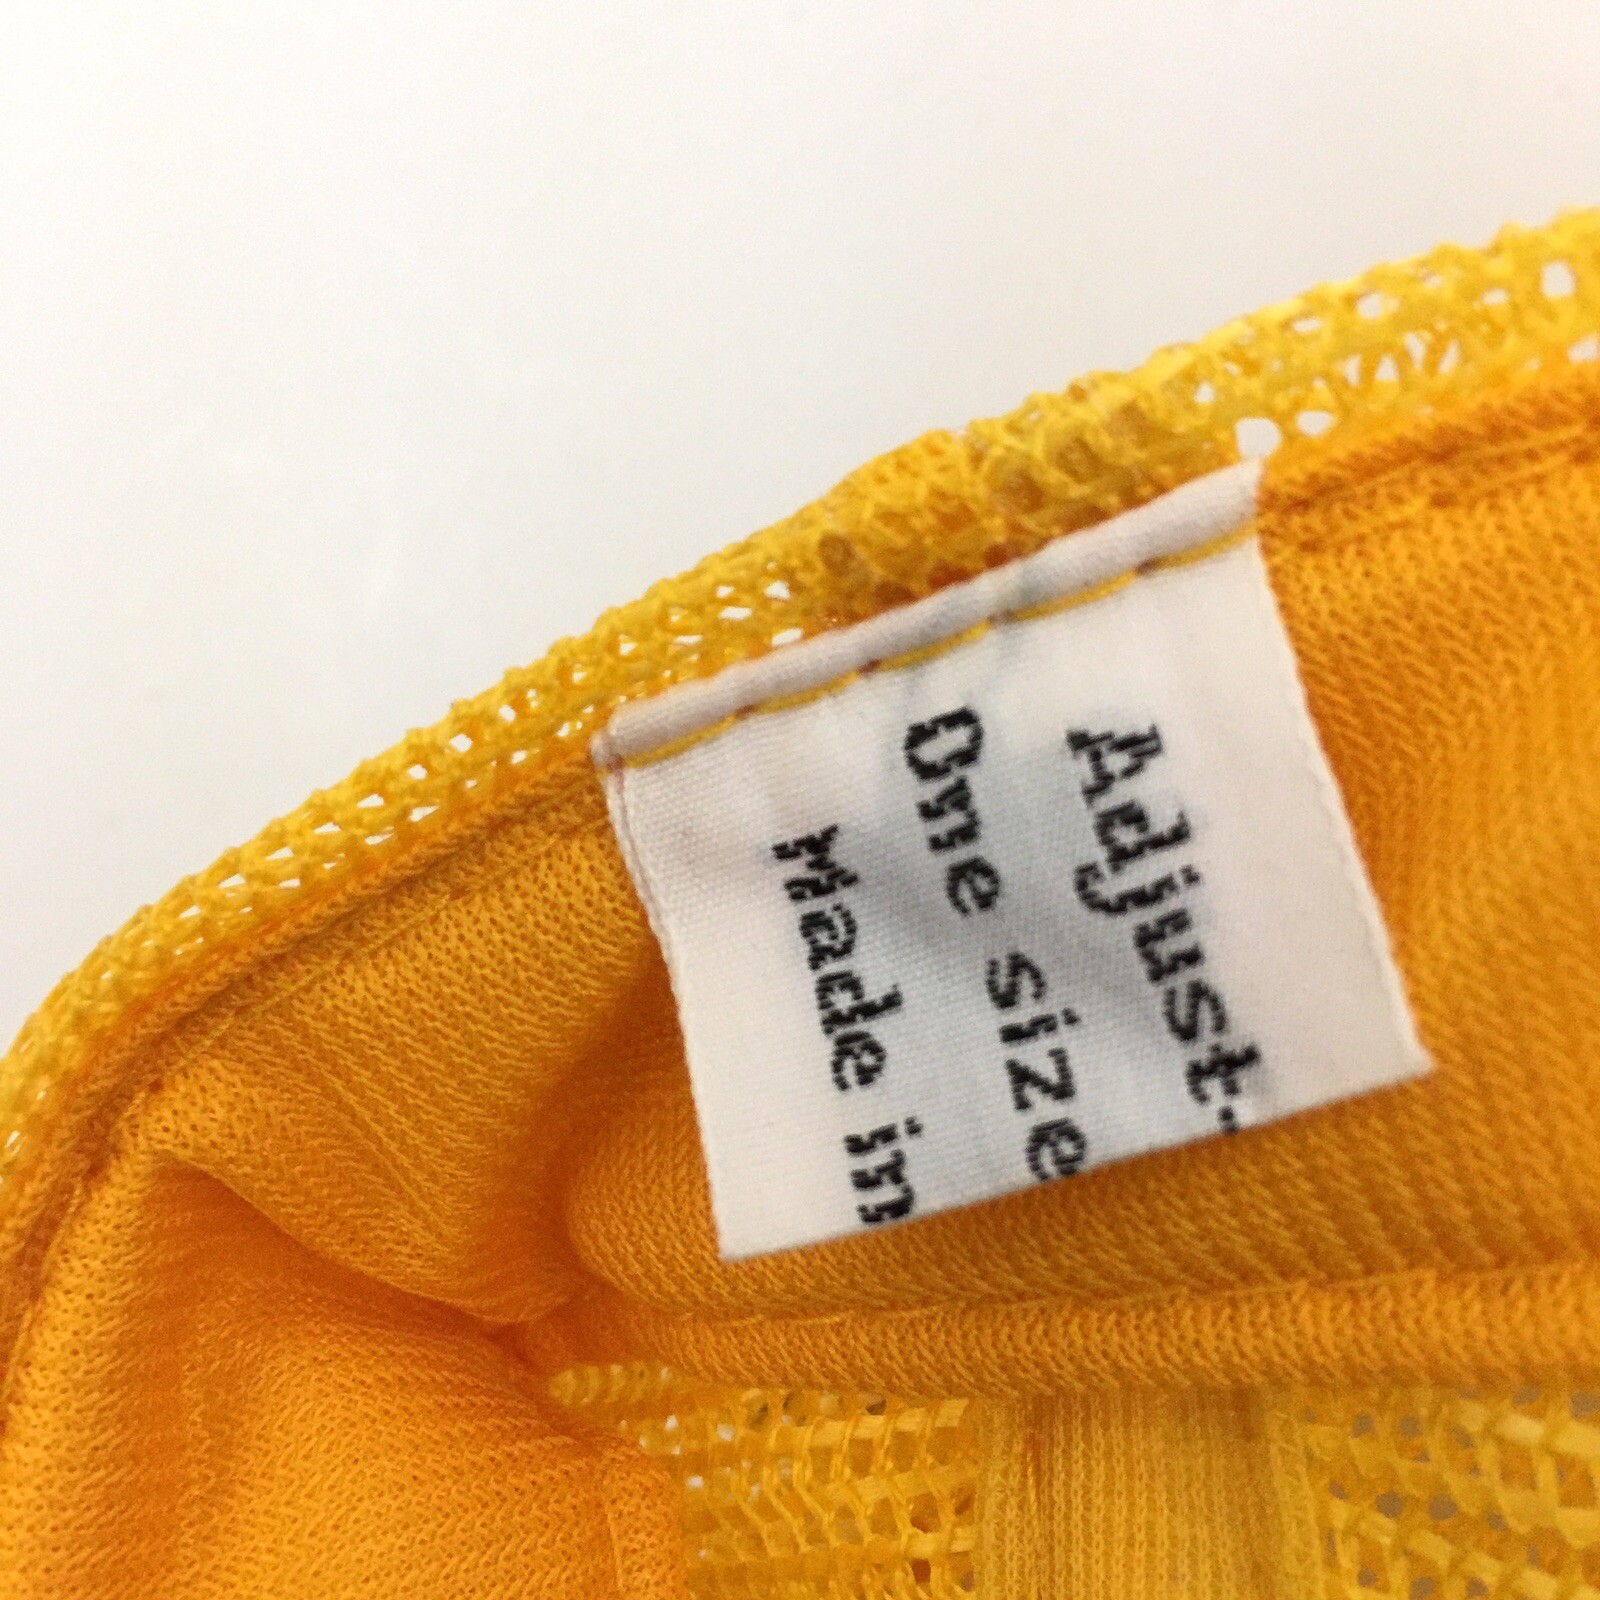 Adjust-
One size
Made in